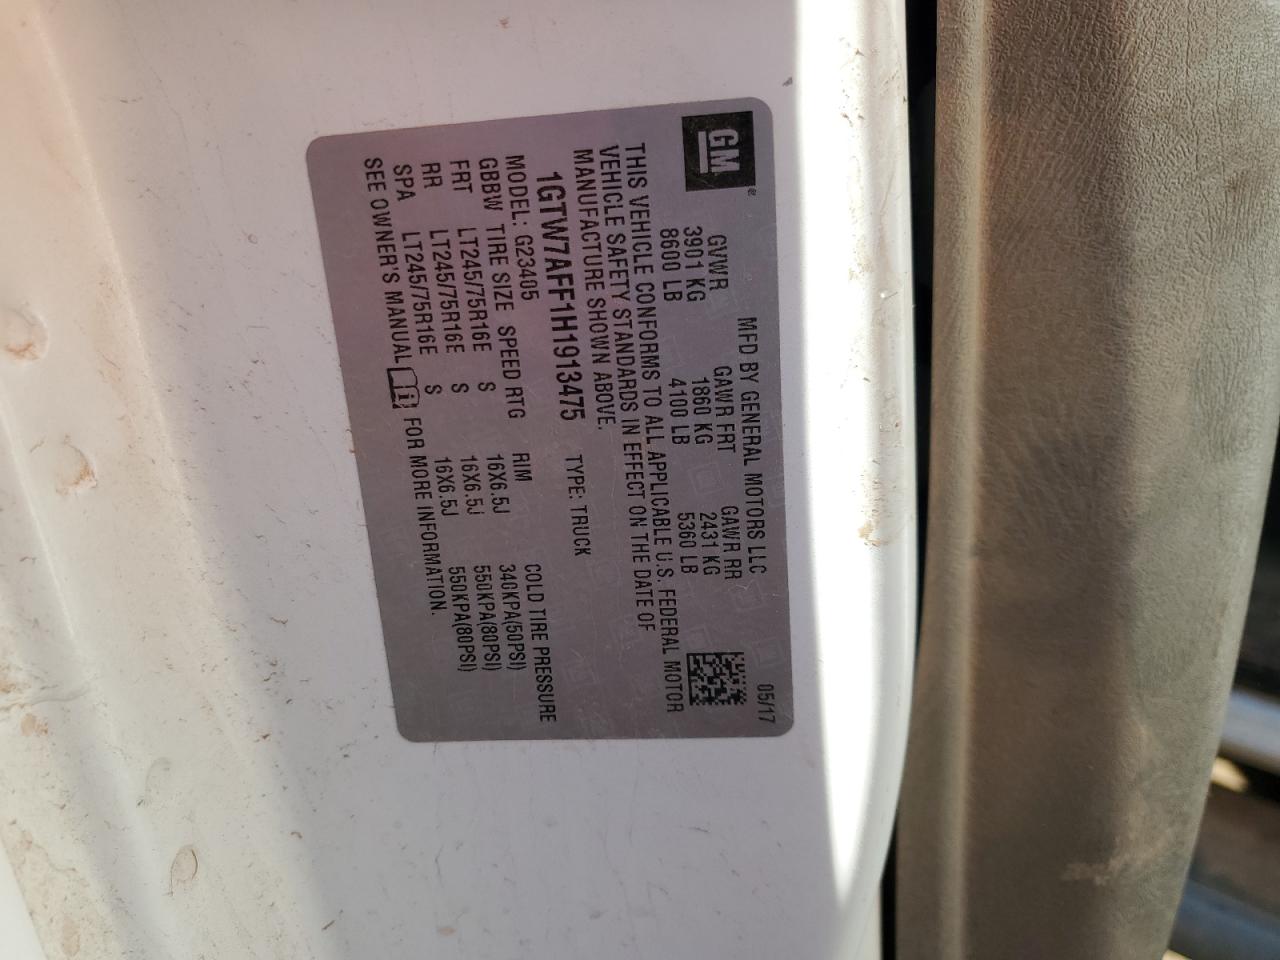 GM
MFD BY GENERAL MOTORS LLC 05/17
GVWR GAWR FRT GAWR RR
3901 KG 1860 KG 2431 KG
8600 LB 4100 LB 5360 LB
THIS VEHICLE CONFORMS TO ALL APPLICABLE U.S. FEDERAL MOTOR
VEHICLE SAFETY STANDARDS IN EFFECT ON THE DATE OF
MANUFACTURE SHOWN ABOVE.
1GTW7AFF1H1913475 TYPE: TRUCK
MODEL: G23405
GBBW TIRE SIZE SPEED RTG RIM COLD TIRE PRESSURE
FRT LT245/75R16E S 16X6.5J 340KPA(50PSI)
RR LT245/75R16E S 16X6.5J 550KPA(80PSI)
SPA LT245/75R16E S 16X6.5J 550KPA(80PSI)
SEE OWNER'S MANUAL FOR MORE INFORMATION.